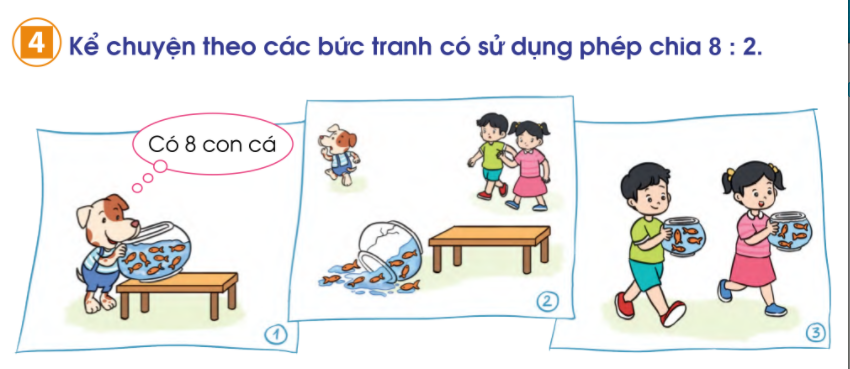 4 Kể chuyện theo các bức tranh có sử dụng phép chia 8 : 2.
Có 8 con cá
1
2
3